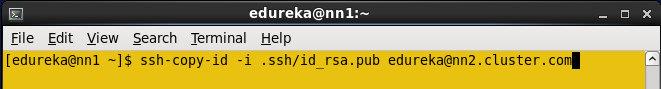 edureka@nn1:~
File Edit View Search Terminal Help
[edureka@nn1 ~]$ ssh-copy-id -i .ssh/id_rsa.pub edureka@nn2.cluster.com